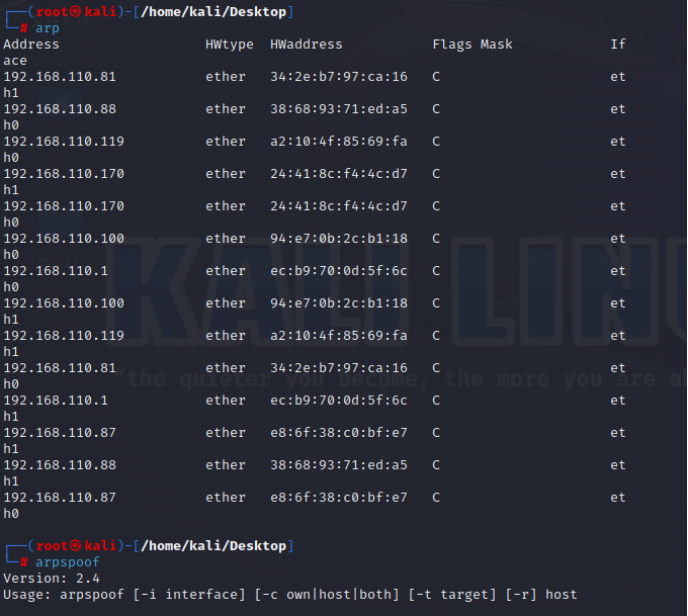 ┌──(root㉿kali)-[/home/kali/Desktop]
└─# arp
Address                  HWtype  HWaddress           Flags Mask            If
ace
192.168.110.81           ether   34:2e:b7:97:ca:16   C                     et
h1
192.168.110.88           ether   38:68:93:71:ed:a5   C                     et
h0
192.168.110.119          ether   a2:10:4f:85:69:fa   C                     et
h0
192.168.110.170          ether   24:41:8c:f4:4c:d7   C                     et
h1
192.168.110.170          ether   24:41:8c:f4:4c:d7   C                     et
h0
192.168.110.100          ether   94:e7:0b:2c:b1:18   C                     et
h0
192.168.110.1            ether   ec:b9:70:0d:5f:6c   C                     et
h0
192.168.110.100          ether   94:e7:0b:2c:b1:18   C                     et
h1
192.168.110.119          ether   a2:10:4f:85:69:fa   C                     et
h1
192.168.110.81           ether   34:2e:b7:97:ca:16   C                     et
h0
192.168.110.1            ether   ec:b9:70:0d:5f:6c   C                     et
h1
192.168.110.87           ether   e8:6f:38:c0:bf:e7   C                     et
h1
192.168.110.88           ether   38:68:93:71:ed:a5   C                     et
h1
192.168.110.87           ether   e8:6f:38:c0:bf:e7   C                     et
h0
┌──(root㉿kali)-[/home/kali/Desktop]
└─# arpspoof
Version: 2.4
Usage: arpspoof [-i interface] [-c own|host|both] [-t target] [-r] host
KALI LINU
"the quieter you become, the more you are a